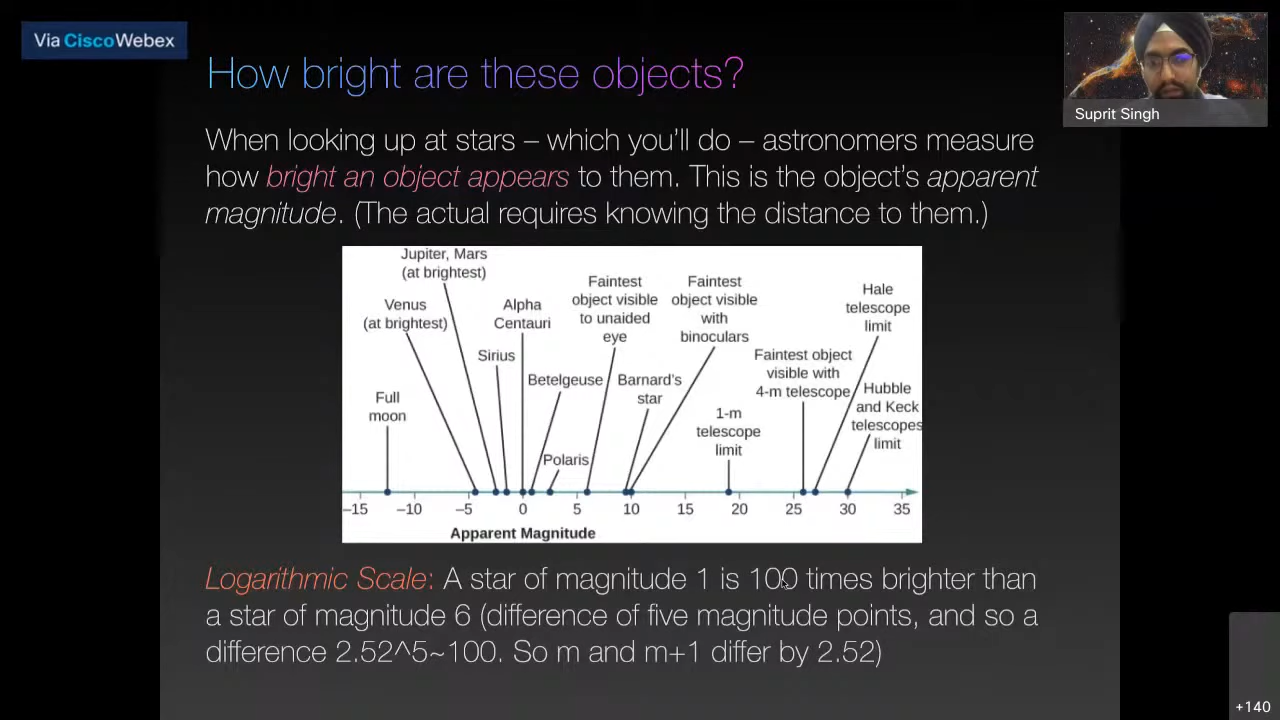 Via CiscoWebex
How bright are these objects?
Suprit Singh
When looking up at stars – which you'll do – astronomers measure
how bright an object appears to them. This is the object's apparent
magnitude. (The actual requires knowing the distance to them.)
Jupiter, Mars
(at brightest)
Venus
(at brightest)
Alpha
Centauri
Faintest
object visible
to unaided
eye
Faintest
object visible
with
binoculars
Hale
telescope
limit
Sirius
Faintest object
visible with
4-m telescope
Full
moon
Betelgeuse
Barnard's
star
Hubble
and Keck
telescopes
limit
1-m
telescope
limit
Polaris
–15 –10 –5 0 5 10 15 20 25 30 35
Apparent Magnitude
Logarithmic Scale: A star of magnitude 1 is 100 times brighter than
a star of magnitude 6 (difference of five magnitude points, and so a
difference 2.52^5~100. So m and m+1 differ by 2.52)
+140